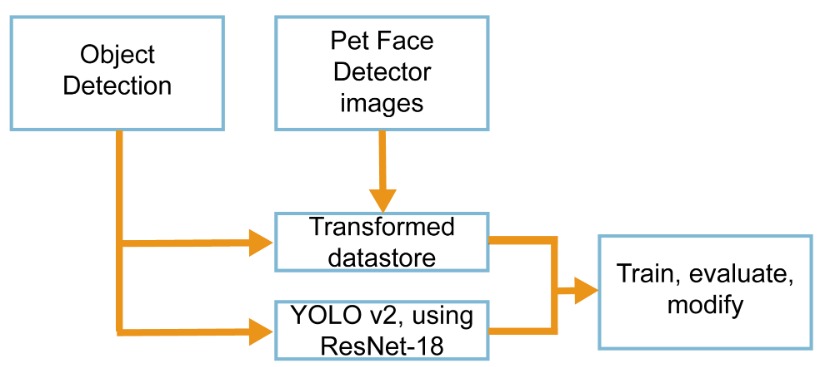 Object
Detection
Pet Face
Detector
images
Transformed
datastore
YOLO v2, using
ResNet-18
Train, evaluate,
modify